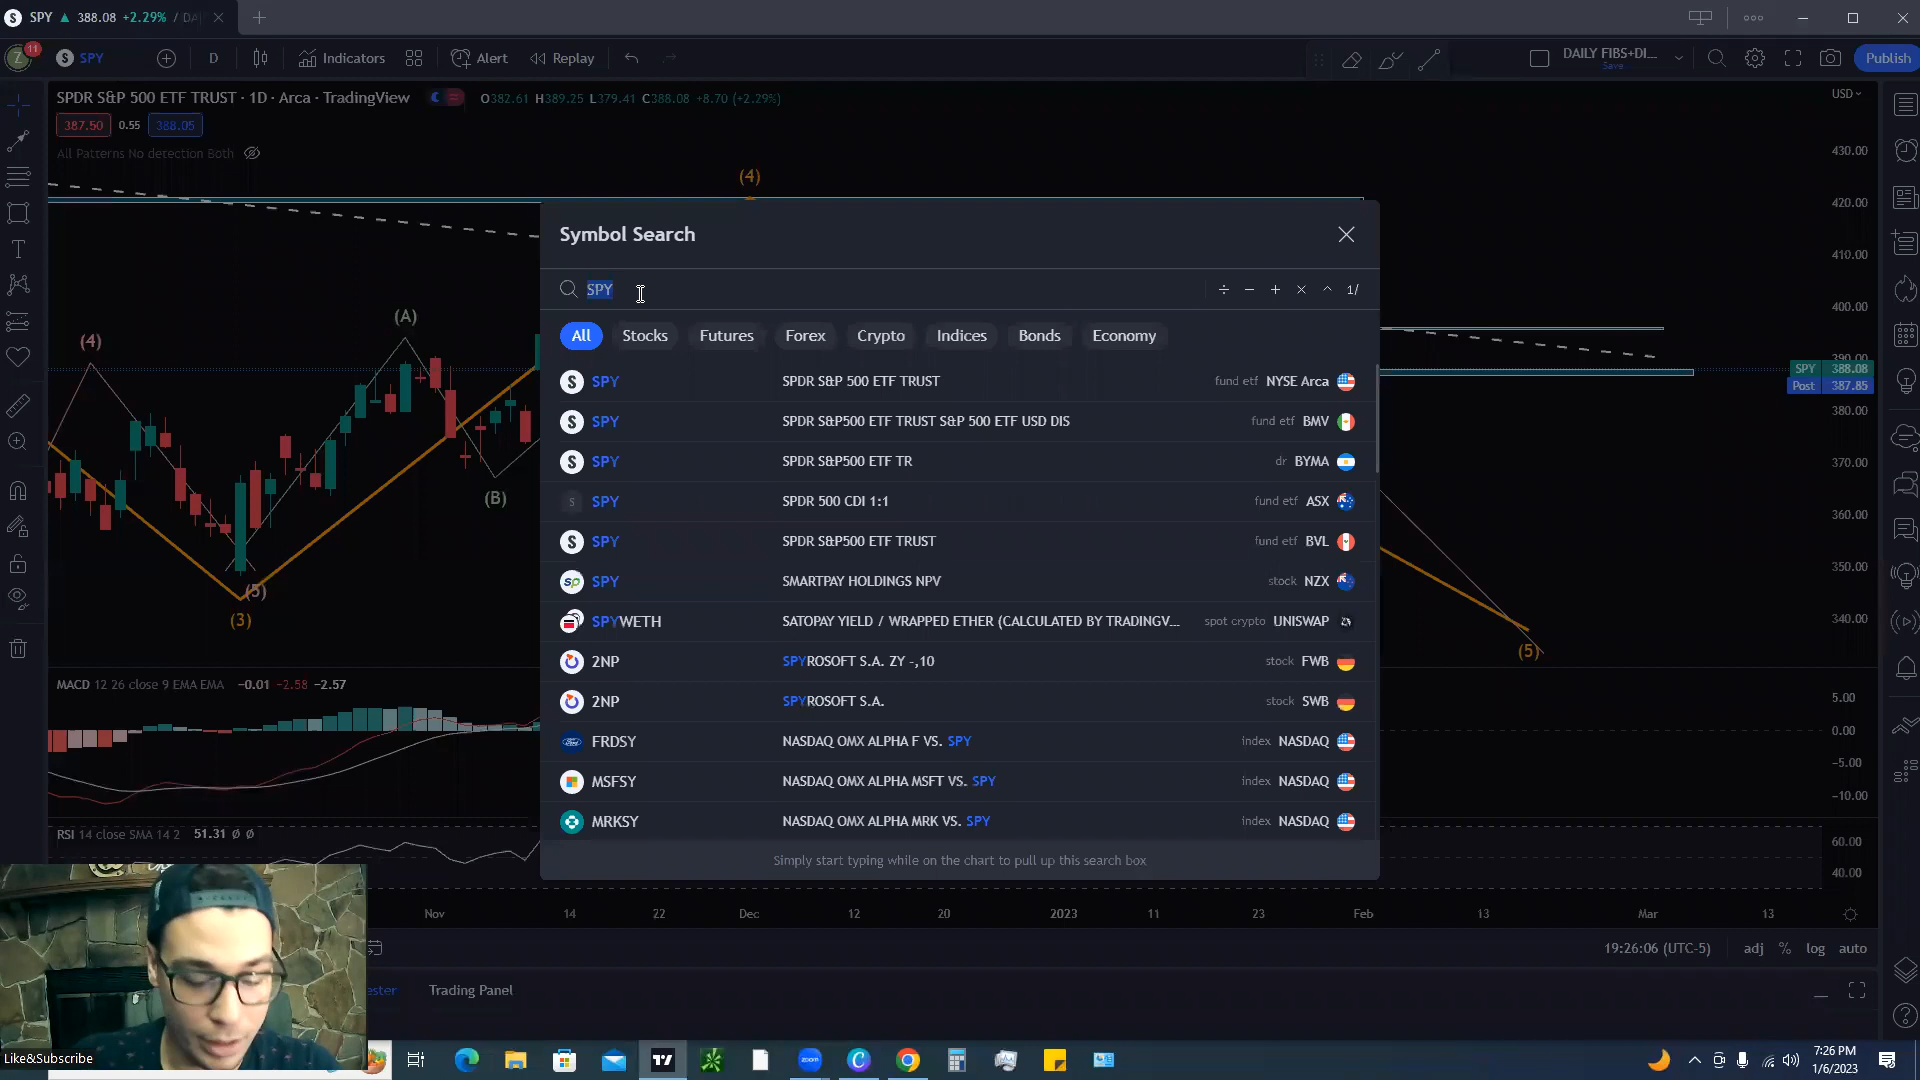 SPY ▲ 388.08 +2.29% / DA
11
SPY D Indicators Alert Replay DAILY FIBS+DI... Save Publish
SPDR S&P 500 ETF TRUST · 1D · Arca · TradingView O382.61 H389.25 L379.41 C388.08 +8.70 (+2.29%) USD
387.50 0.55 388.05
All Patterns No detection Both
430.00
420.00
410.00
400.00
390.00
SPY 388.08
Post 387.85
380.00
370.00
360.00
350.00
340.00
(4)
(4)
(A)
(B)
(5)
(3)
(5)
Symbol Search
SPY ÷ − + × ^ 1/
All Stocks Futures Forex Crypto Indices Bonds Economy
S SPY SPDR S&P 500 ETF TRUST fund etf NYSE Arca
S SPY SPDR S&P500 ETF TRUST S&P 500 ETF USD DIS fund etf BMV
S SPY SPDR S&P500 ETF TR dr BYMA
S SPY SPDR 500 CDI 1:1 fund etf ASX
S SPY SPDR S&P500 ETF TRUST fund etf BVL
sp SPY SMARTPAY HOLDINGS NPV stock NZX
SPYWETH SATOPAY YIELD / WRAPPED ETHER (CALCULATED BY TRADINGV... spot crypto UNISWAP
2NP SPYROSOFT S.A. ZY -,10 stock FWB
2NP SPYROSOFT S.A. stock SWB
FRDSY NASDAQ OMX ALPHA F VS. SPY index NASDAQ
MSFSY NASDAQ OMX ALPHA MSFT VS. SPY index NASDAQ
MRKSY NASDAQ OMX ALPHA MRK VS. SPY index NASDAQ
Simply start typing while on the chart to pull up this search box
MACD 12 26 close 9 EMA EMA −0.01 −2.58 −2.57
5.00
0.00
−5.00
−10.00
RSI 14 close SMA 14 2 51.31 ø ø
60.00
40.00
Nov 14 22 Dec 12 20 2023 11 23 Feb 13 Mar 13
19:26:06 (UTC-5) adj % log auto
ester Trading Panel
Like&Subscribe
zoom
7:26 PM
1/6/2023